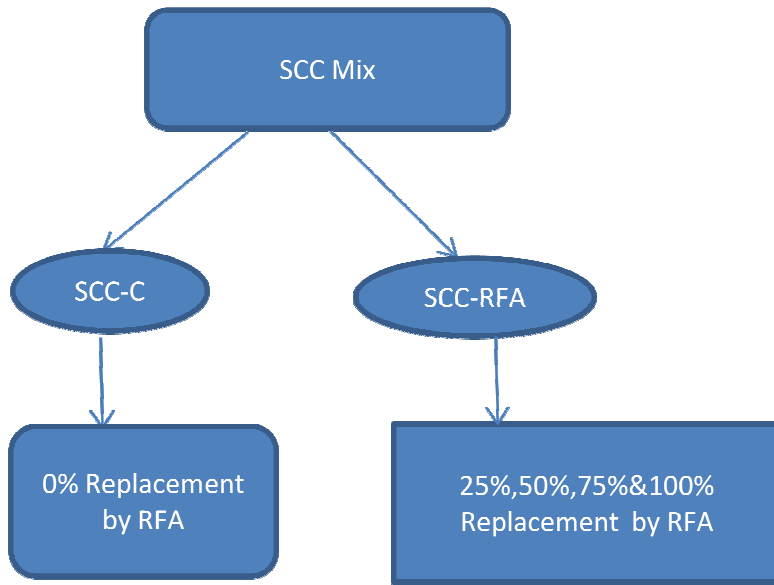 SCC Mix
SCC-C
SCC-RFA
0% Replacement
by RFA
25%,50%,75%&100%
Replacement by RFA